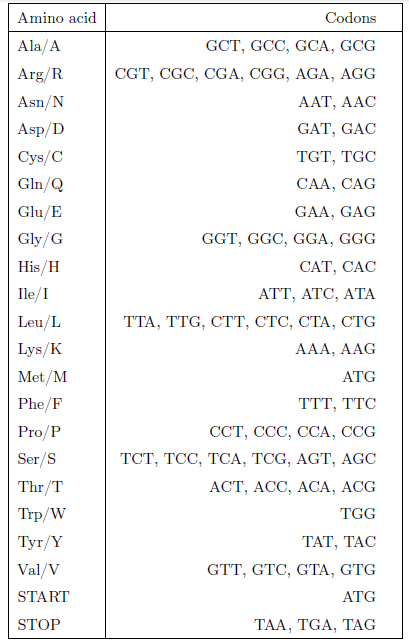 Amino acid Codons
Ala/A GCT, GCC, GCA, GCG
Arg/R CGT, CGC, CGA, CGG, AGA, AGG
Asn/N AAT, AAC
Asp/D GAT, GAC
Cys/C TGT, TGC
Gln/Q CAA, CAG
Glu/E GAA, GAG
Gly/G GGT, GGC, GGA, GGG
His/H CAT, CAC
Ile/I ATT, ATC, ATA
Leu/L TTA, TTG, CTT, CTC, CTA, CTG
Lys/K AAA, AAG
Met/M ATG
Phe/F TTT, TTC
Pro/P CCT, CCC, CCA, CCG
Ser/S TCT, TCC, TCA, TCG, AGT, AGC
Thr/T ACT, ACC, ACA, ACG
Trp/W TGG
Tyr/Y TAT, TAC
Val/V GTT, GTC, GTA, GTG
START ATG
STOP TAA, TGA, TAG